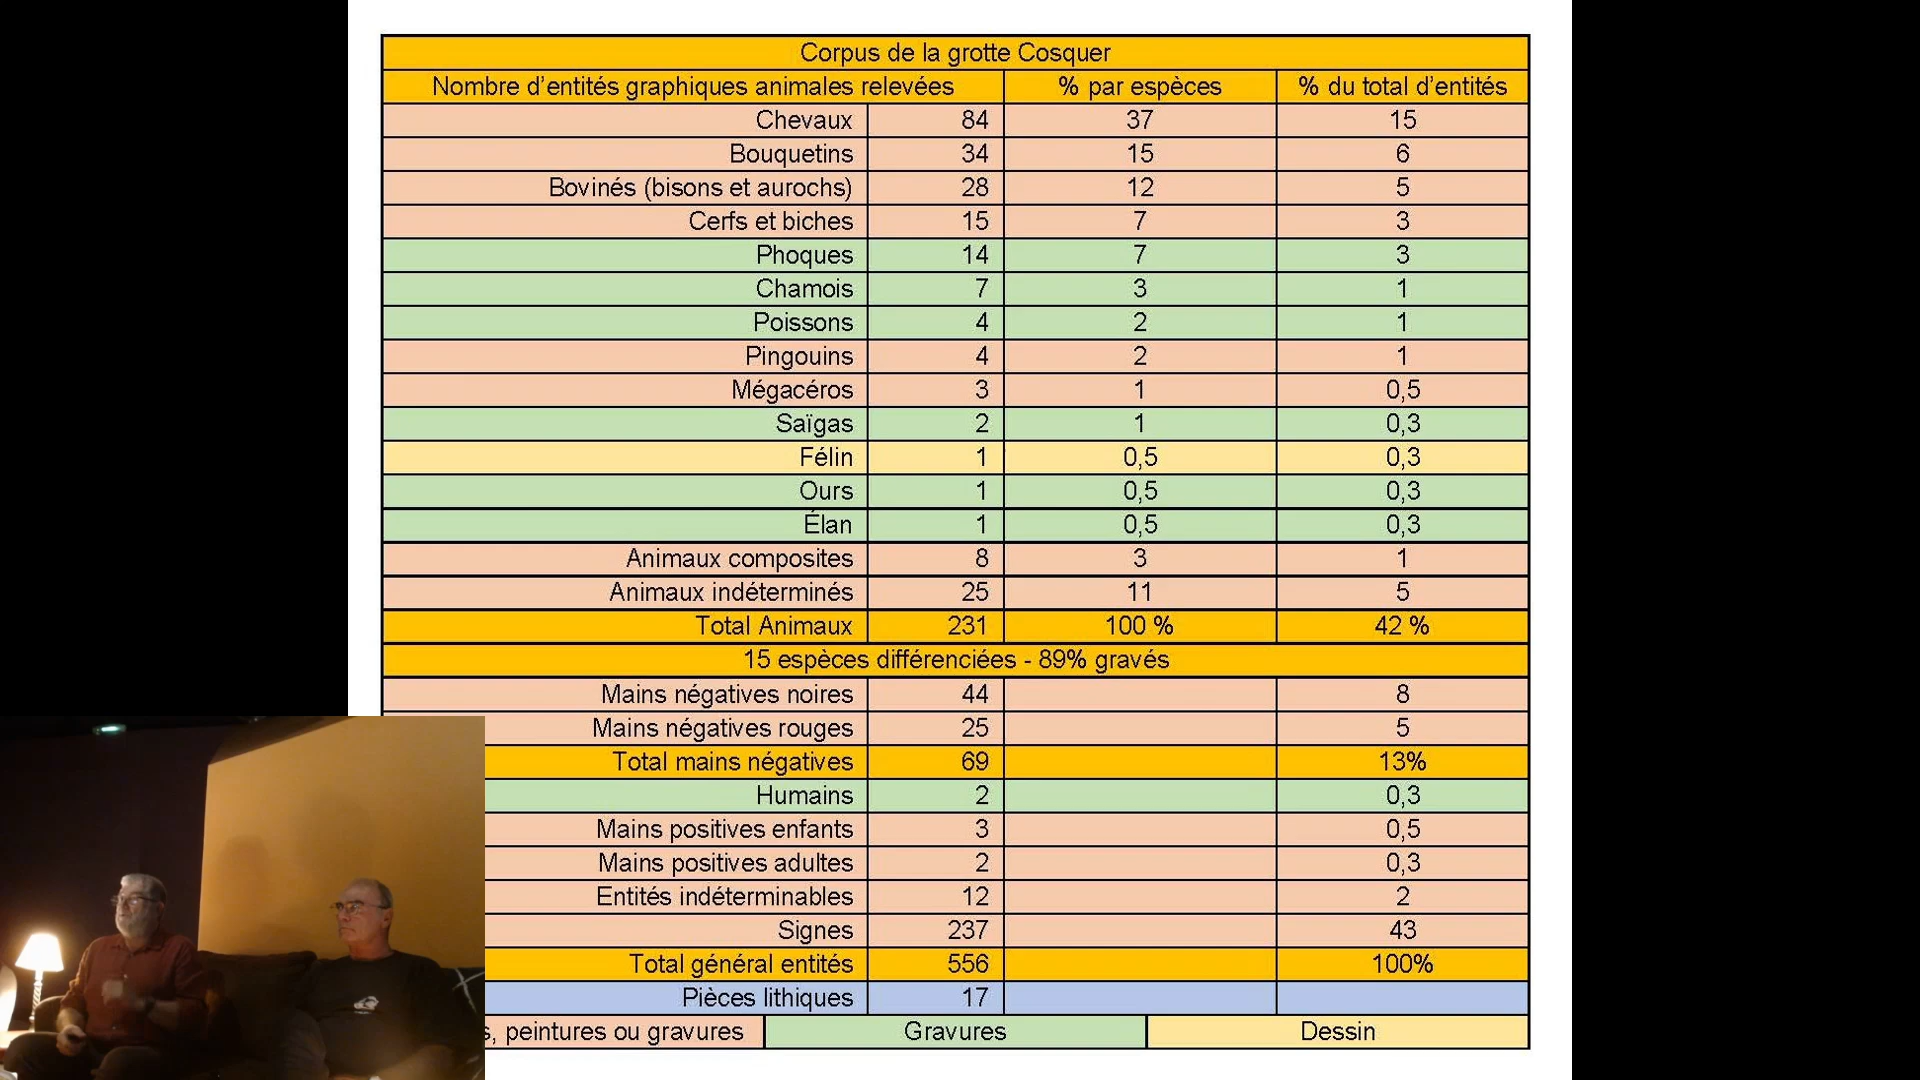 Corpus de la grotte Cosquer
Nombre d’entités graphiques animales relevées % par espèces % du total d’entités
Chevaux 84 37 15
Bouquetins 34 15 6
Bovinés (bisons et aurochs) 28 12 5
Cerfs et biches 15 7 3
Phoques 14 7 3
Chamois 7 3 1
Poissons 4 2 1
Pingouins 4 2 1
Mégacéros 3 1 0,5
Saïgas 2 1 0,3
Félin 1 0,5 0,3
Ours 1 0,5 0,3
Élan 1 0,5 0,3
Animaux composites 8 3 1
Animaux indéterminés 25 11 5
Total Animaux 231 100 % 42 %
15 espèces différenciées - 89% gravés
Mains négatives noires 44 8
Mains négatives rouges 25 5
Total mains négatives 69 13%
Humains 2 0,3
Mains positives enfants 3 0,5
Mains positives adultes 2 0,3
Entités indéterminables 12 2
Signes 237 43
Total général entités 556 100%
Pièces lithiques 17
, peintures ou gravures Gravures Dessin